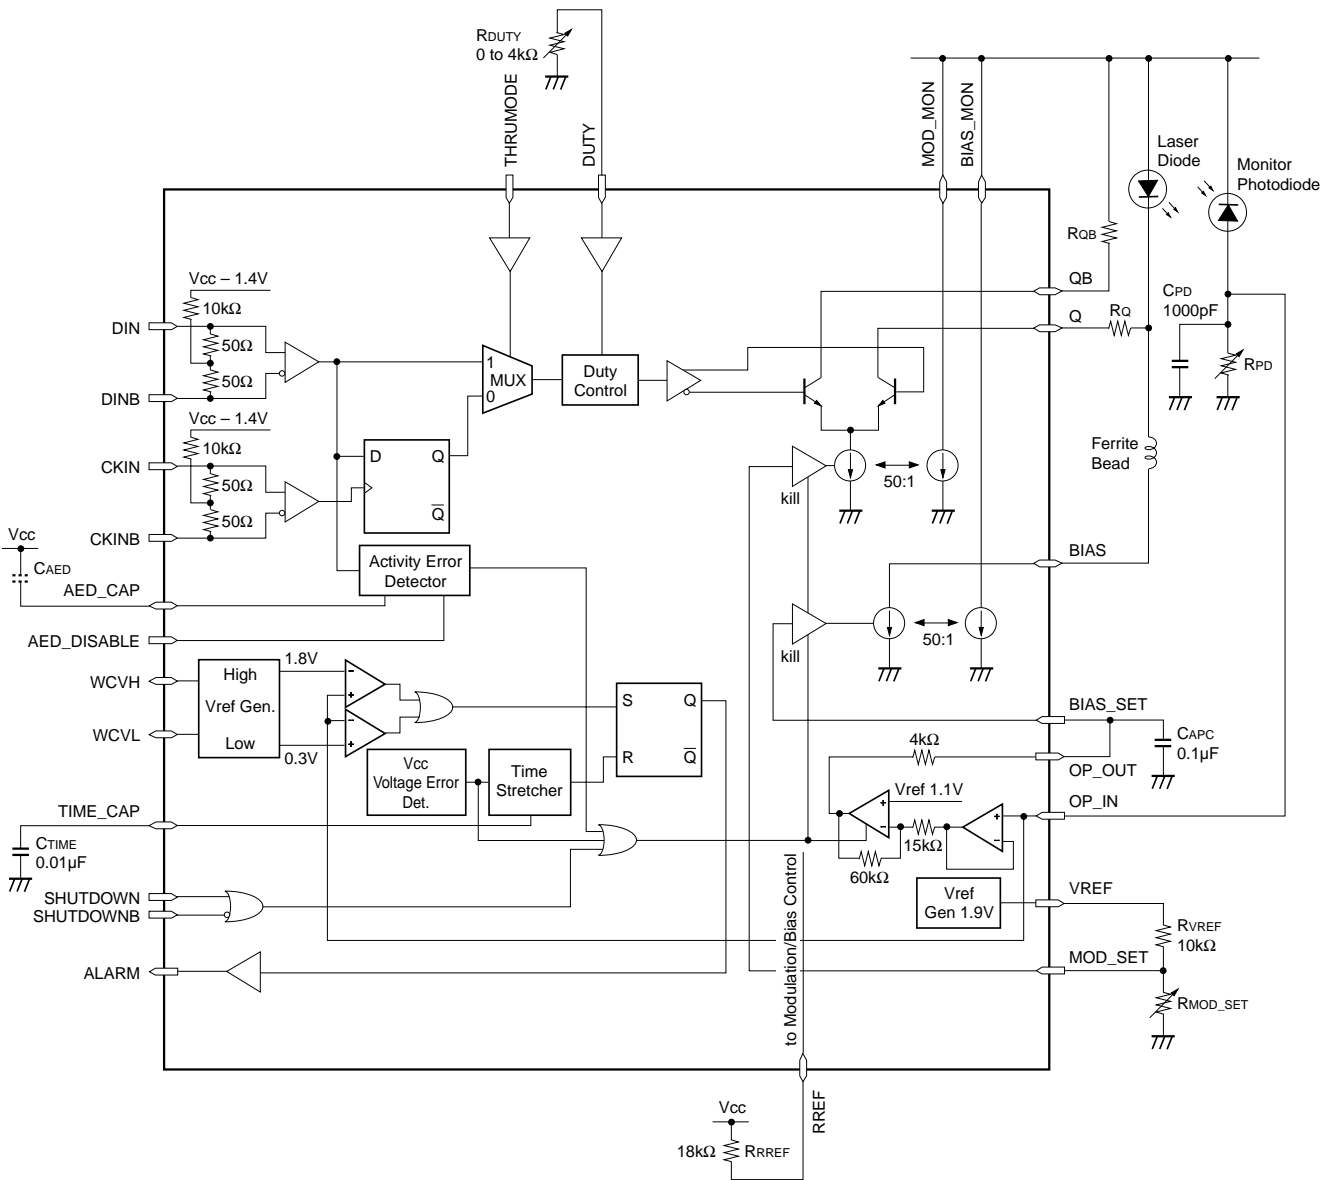 RDUTY
0 to 4kΩ
THRUMODE
DUTY
MOD_MON
BIAS_MON
Laser
Diode
Monitor
Photodiode
RQB
QB
CPD
1000pF
Q
RQ
RPD
Vcc – 1.4V
10kΩ
DIN
50Ω
50Ω
DINB
1
MUX
0
Duty
Control
Vcc – 1.4V
10kΩ
CKIN
50Ω
50Ω
CKINB
D
Q
Q̅
kill
50:1
Ferrite
Bead
Vcc
CAED
AED_CAP
Activity Error
Detector
BIAS
AED_DISABLE
kill
50:1
WCVH
High
Vref Gen.
Low
WCVL
1.8V
–
+
–
+
0.3V
S
Q
R
Q̅
BIAS_SET
CAPC
0.1µF
4kΩ
OP_OUT
Vcc
Voltage Error
Det.
Time
Stretcher
Vref 1.1V
+
–
15kΩ
60kΩ
+
–
OP_IN
TIME_CAP
CTIME
0.01µF
Vref
Gen 1.9V
VREF
RVREF
10kΩ
SHUTDOWN
SHUTDOWNB
MOD_SET
RMOD_SET
ALARM
to Modulation/Bias Control
RREF
Vcc
18kΩ
RRREF